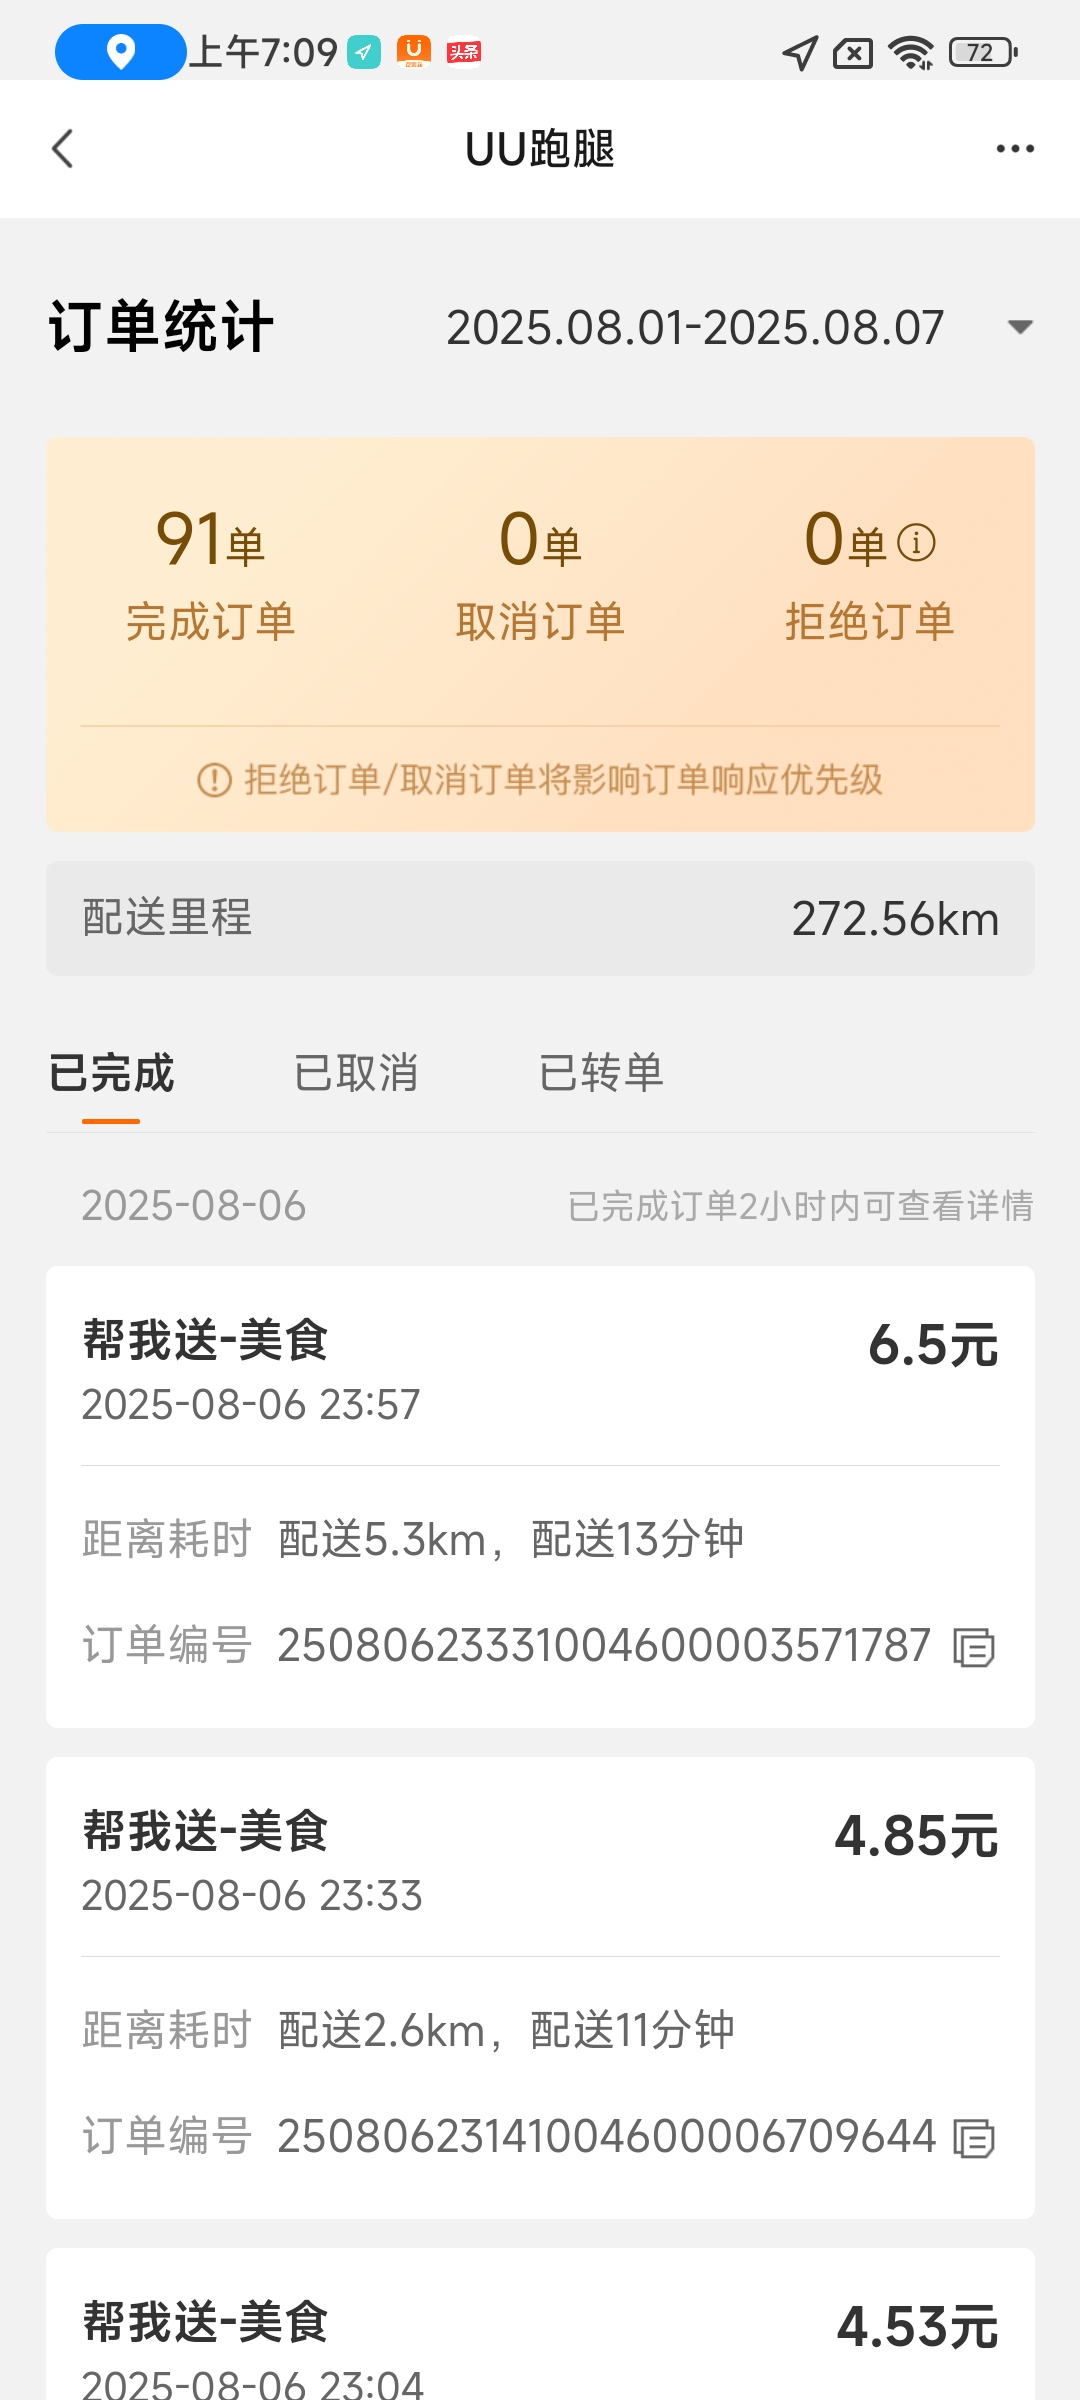 上午7:09
头条
72
UU跑腿
订单统计
2025.08.01-2025.08.07
91单
0单
0单
完成订单
取消订单
拒绝订单
拒绝订单/取消订单将影响订单响应优先级
配送里程
272.56km
已完成
已取消
已转单
2025-08-06
已完成订单2小时内可查看详情
帮我送-美食
6.5元
2025-08-06 23:57
距离耗时 配送5.3km，配送13分钟
订单编号 25080623331004600003571787
帮我送-美食
4.85元
2025-08-06 23:33
距离耗时 配送2.6km，配送11分钟
订单编号 25080623141004600006709644
帮我送-美食
4.53元
2025-08-06 23:04